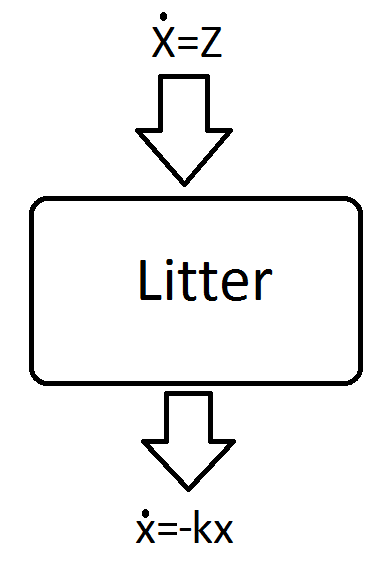 Ẋ=Z
Litter
ẋ=-kx